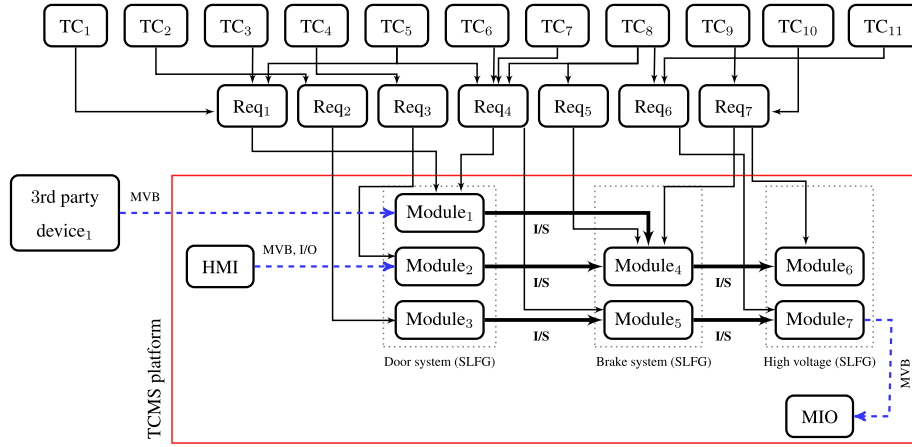 TC1 TC2 TC3 TC4 TC5 TC6 TC7 TC8 TC9 TC10 TC11
Req1 Req2 Req3 Req4 Req5 Req6 Req7
3rd party
device1
MVB
Module1
I/S
HMI
MVB, I/O
Module2
I/S
Module4
I/S
Module6
Module3
I/S
Module5
I/S
Module7
Door system (SLFG)
Brake system (SLFG)
High voltage (SLFG)
MVB
MIO
TCMS platform